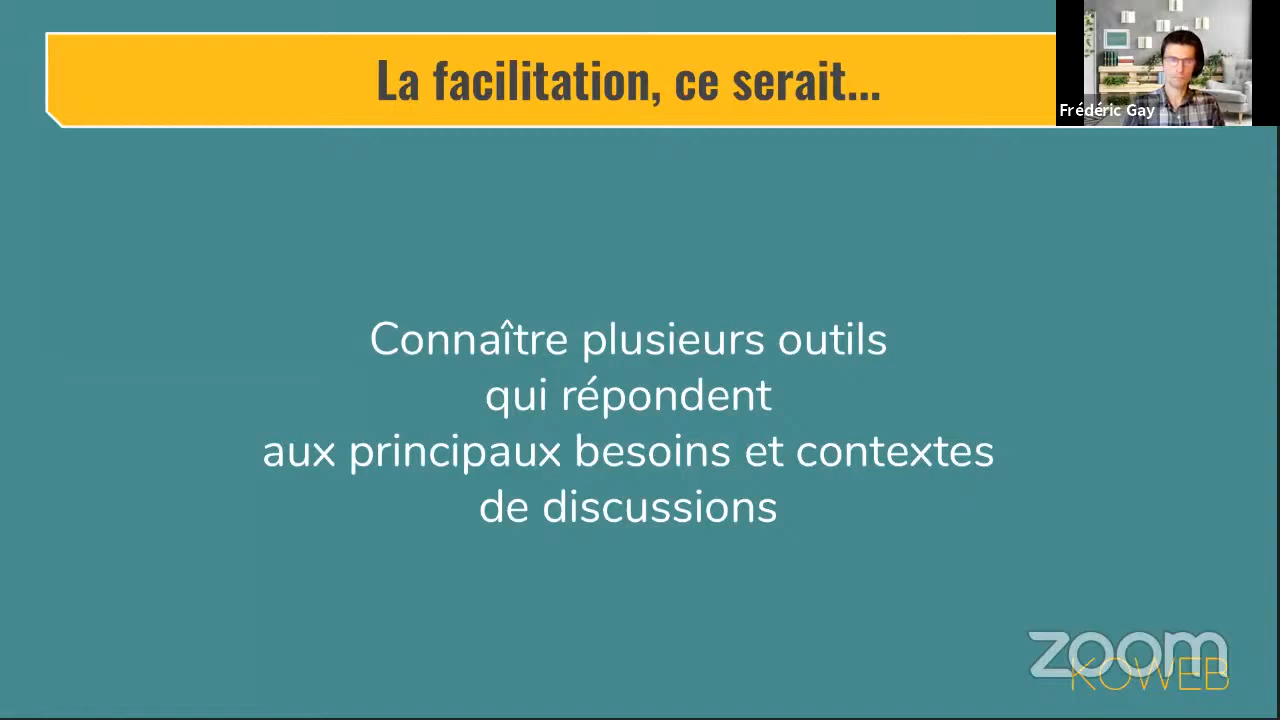 La facilitation, ce serait...
Frédéric Gay
Connaître plusieurs outils
qui répondent
aux principaux besoins et contextes
de discussions
zoom
KOWEB